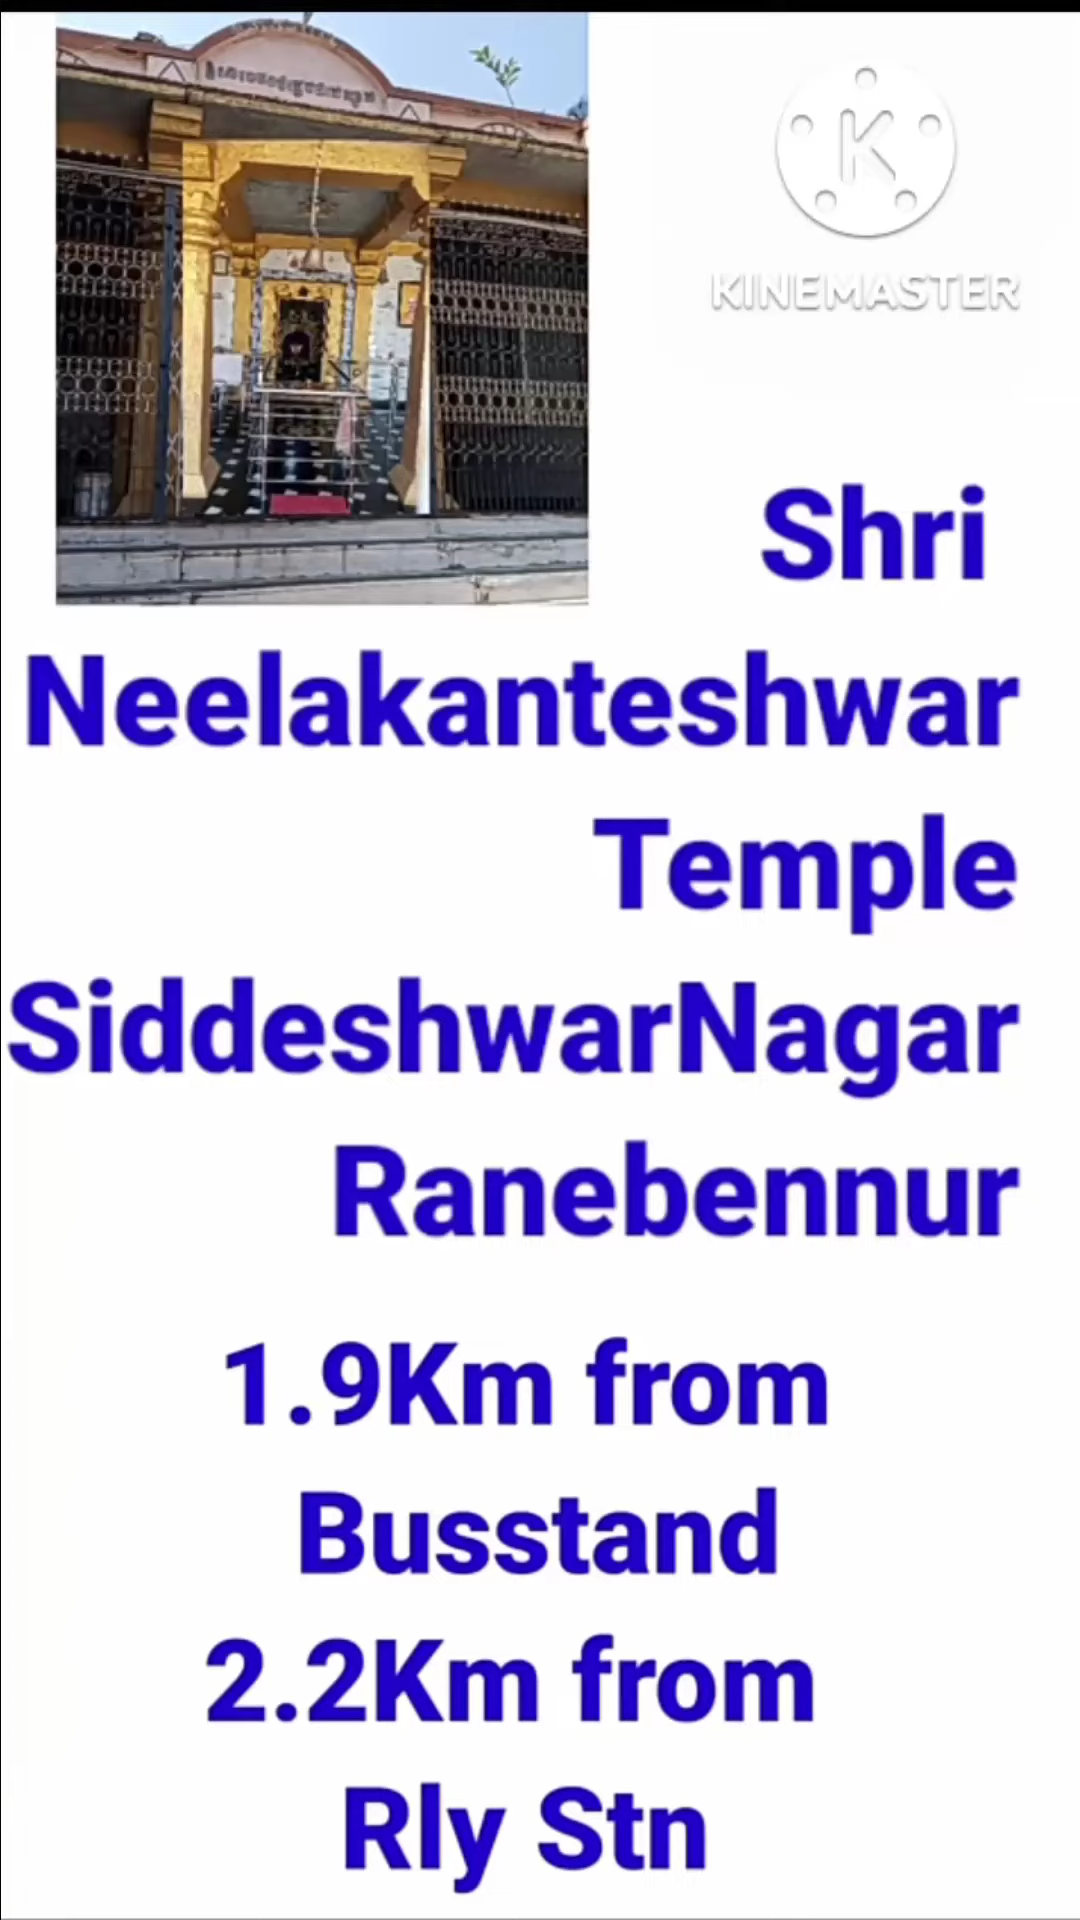 K
KINEMASTER
Shri
Neelakanteshwar
Temple
SiddeshwarNagar
Ranebennur
1.9Km from
Busstand
2.2Km from
Rly Stn